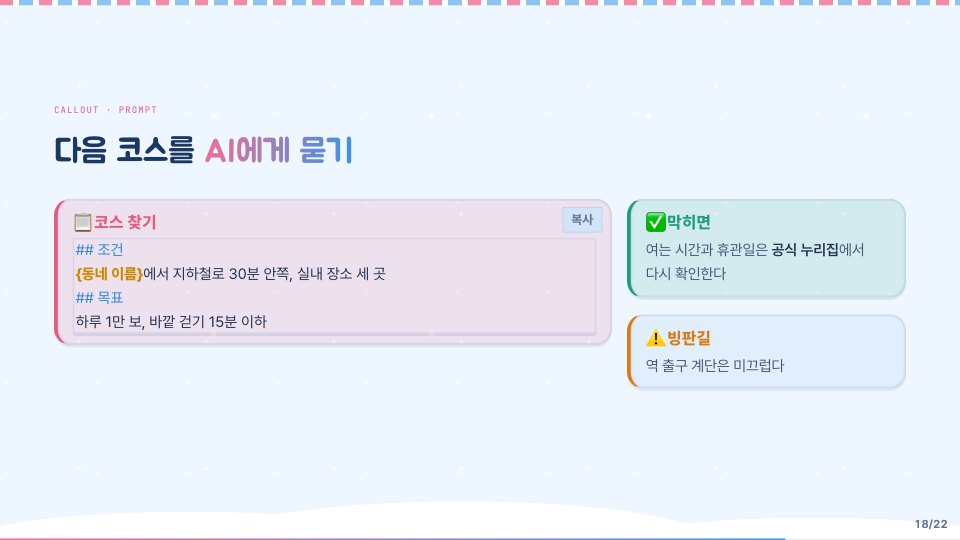 CALLOUT · PROMPT
다음 코스를 AI에게 묻기
코스 찾기
복사
## 조건
{동네 이름}에서 지하철로 30분 안쪽, 실내 장소 세 곳
## 목표
하루 1만 보, 바깥 걷기 15분 이하
막히면
여는 시간과 휴관일은 공식 누리집에서
다시 확인한다
빙판길
역 출구 계단은 미끄럽다
18/22